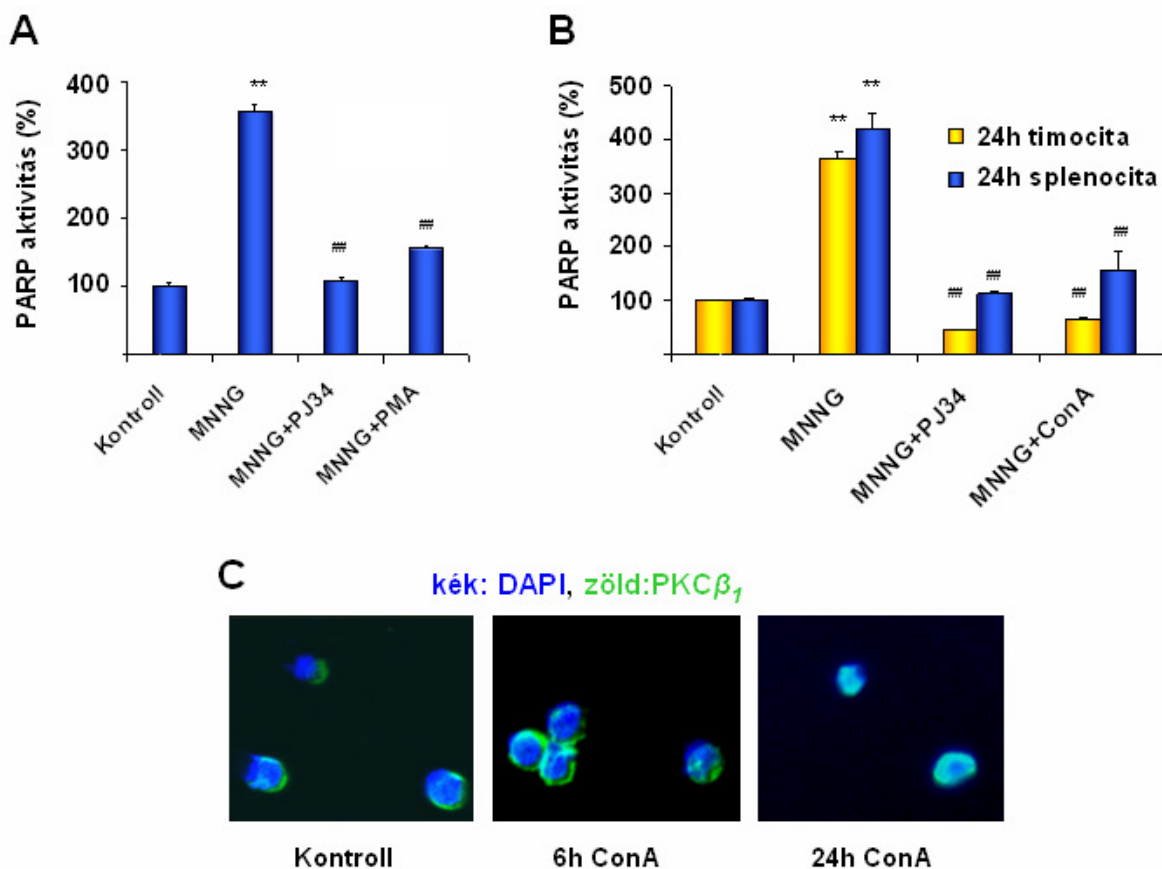 A
PARP aktivitás (%)
400
300
200
100
**
##
##
Kontroll
MNNG
MNNG+PJ34
MNNG+PMA
B
PARP aktivitás (%)
500
400
300
200
100
**
**
##
##
##
##
24h timocita
24h splenocita
Kontroll
MNNG
MNNG+PJ34
MNNG+ConA
C
kék: DAPI, zöld:PKCβ1
Kontroll
6h ConA
24h ConA